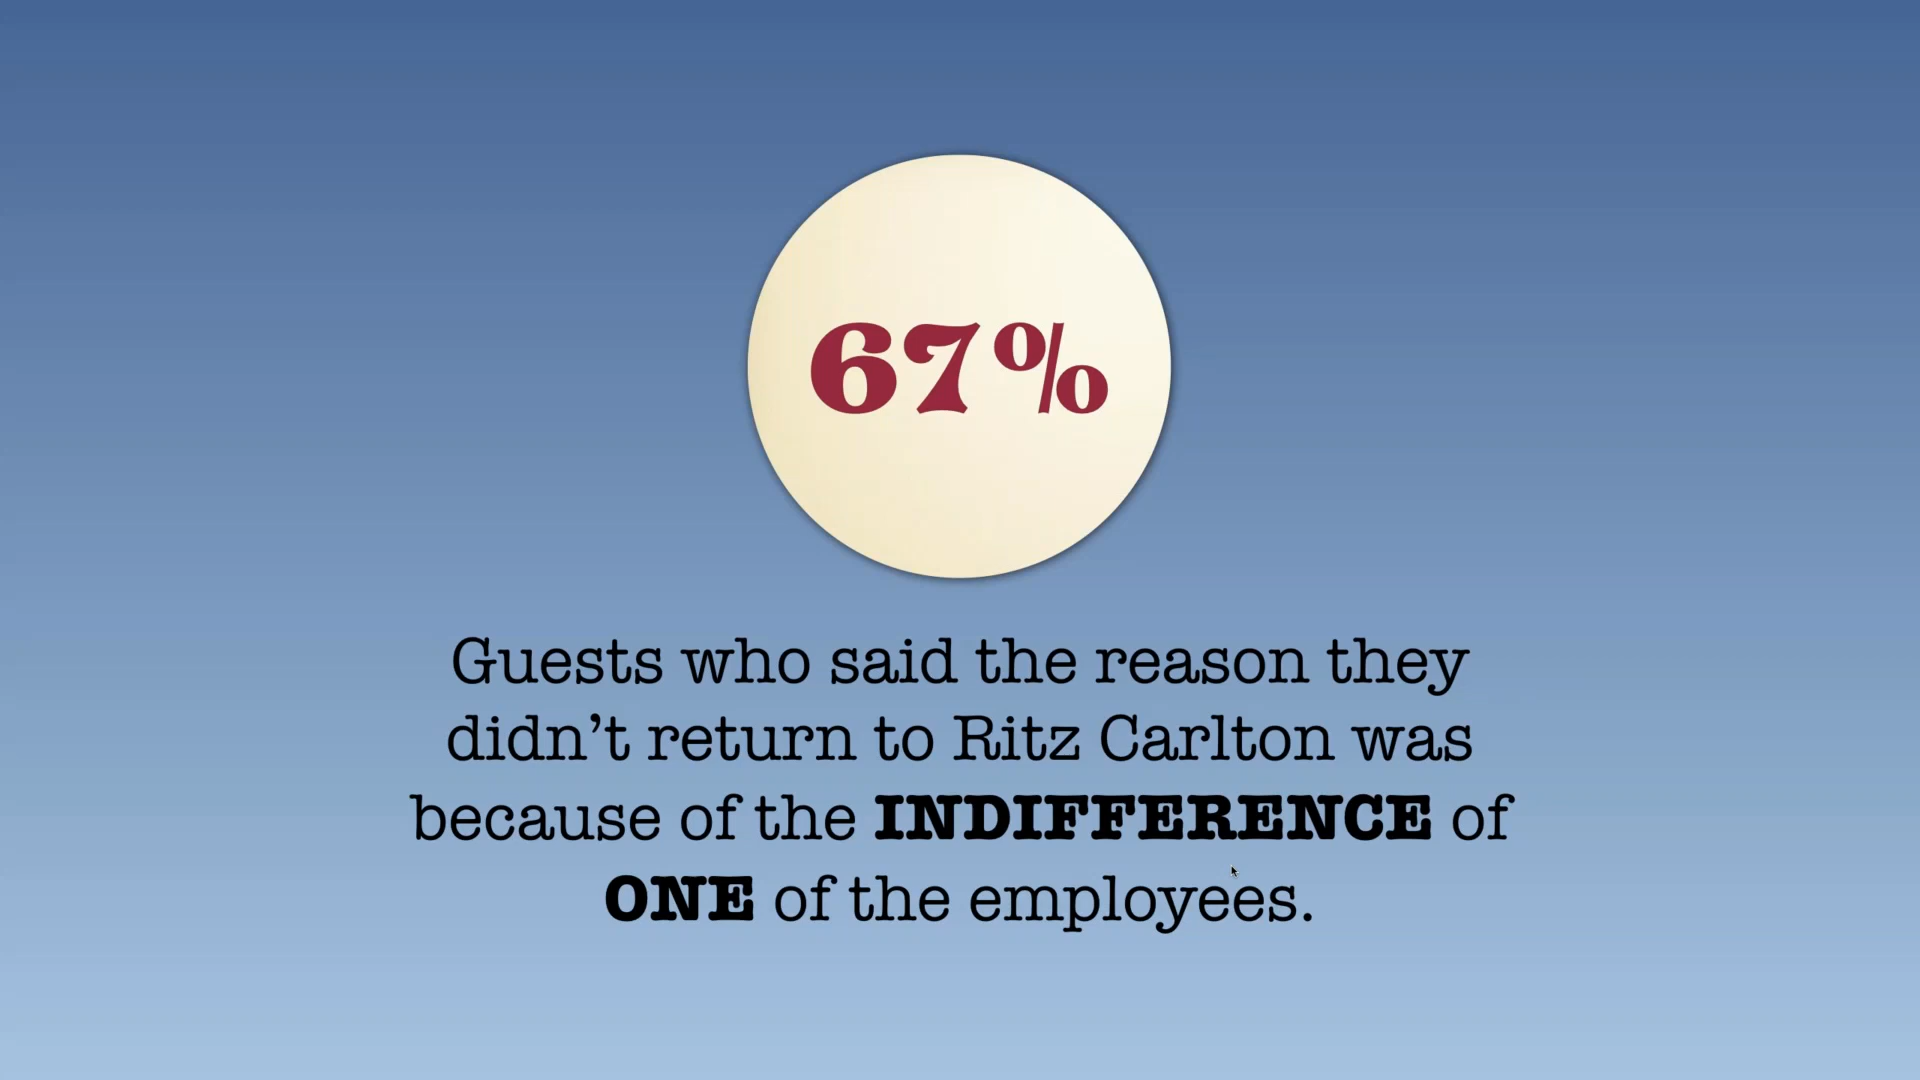 67%
Guests who said the reason they
didn’t return to Ritz Carlton was
because of the INDIFFERENCE of
ONE of the employees.